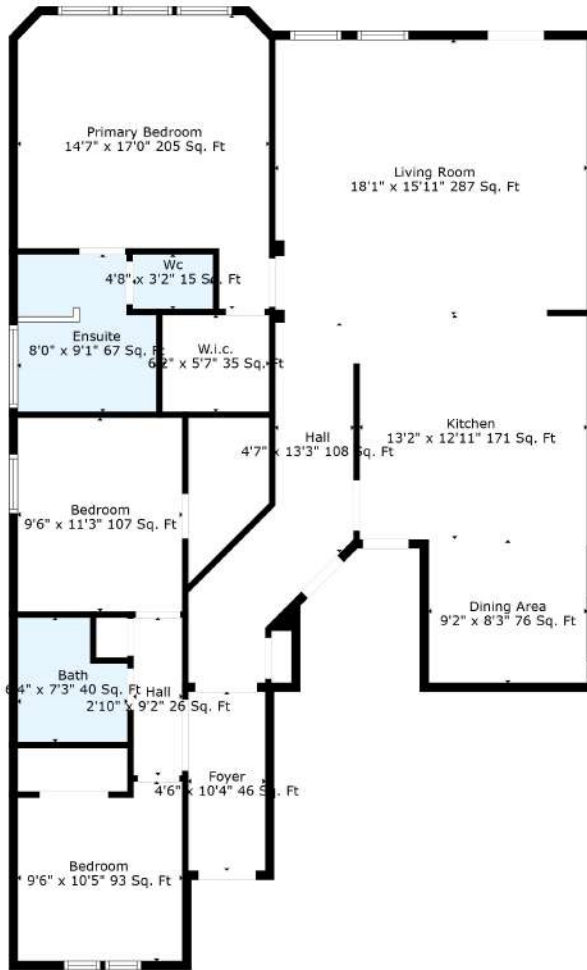 Primary Bedroom
14'7" x 17'0" 205 Sq. Ft
Living Room
18'1" x 15'11" 287 Sq. Ft
Wc
4'8" x 3'2" 15 Sq. Ft
Ensuite
8'0" x 9'1" 67 Sq. Ft
W.i.c.
6'2" x 5'7" 35 Sq. Ft
Hall
4'7" x 13'3" 108 Sq. Ft
Kitchen
13'2" x 12'11" 171 Sq. Ft
Bedroom
9'6" x 11'3" 107 Sq. Ft
Dining Area
9'2" x 8'3" 76 Sq. Ft
Bath
6'4" x 7'3" 40 Sq. Ft
Hall
2'10" x 9'2" 26 Sq. Ft
Foyer
4'6" x 10'4" 46 Sq. Ft
Bedroom
9'6" x 10'5" 93 Sq. Ft